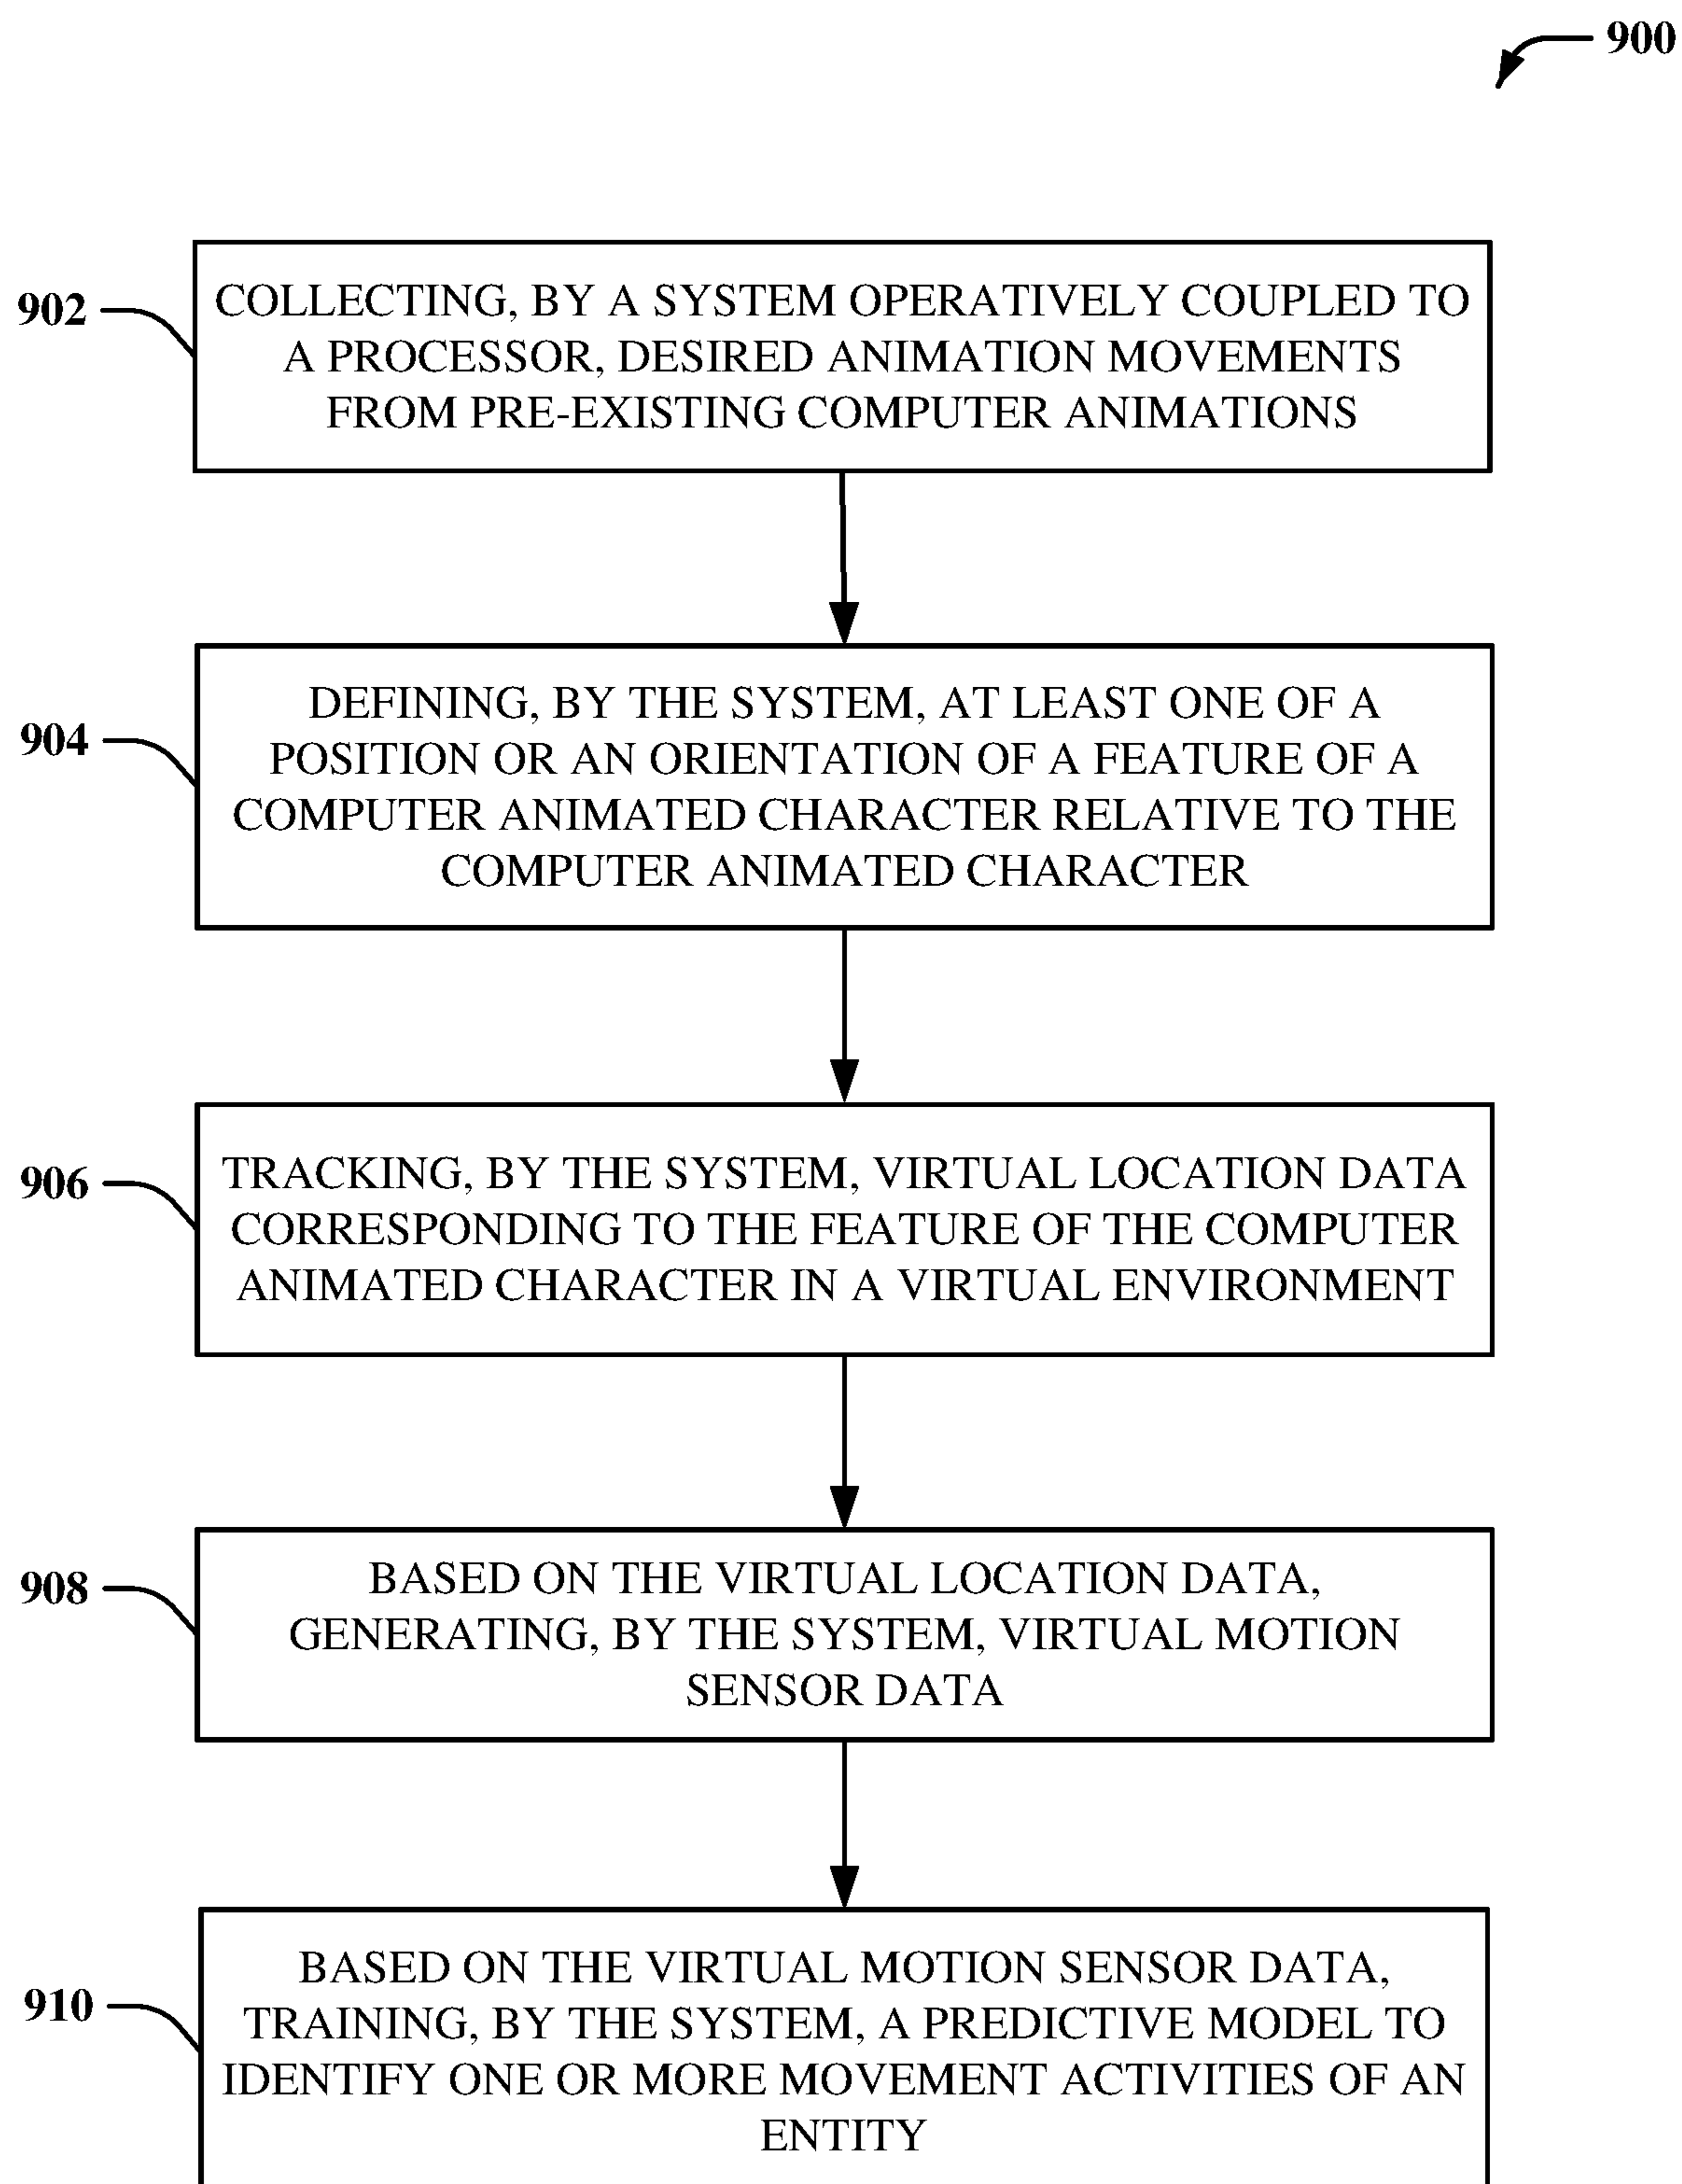 900
902
COLLECTING, BY A SYSTEM OPERATIVELY COUPLED TO
A PROCESSOR, DESIRED ANIMATION MOVEMENTS
FROM PRE-EXISTING COMPUTER ANIMATIONS
904
DEFINING, BY THE SYSTEM, AT LEAST ONE OF A
POSITION OR AN ORIENTATION OF A FEATURE OF A
COMPUTER ANIMATED CHARACTER RELATIVE TO THE
COMPUTER ANIMATED CHARACTER
906
TRACKING, BY THE SYSTEM, VIRTUAL LOCATION DATA
CORRESPONDING TO THE FEATURE OF THE COMPUTER
ANIMATED CHARACTER IN A VIRTUAL ENVIRONMENT
908
BASED ON THE VIRTUAL LOCATION DATA,
GENERATING, BY THE SYSTEM, VIRTUAL MOTION
SENSOR DATA
910
BASED ON THE VIRTUAL MOTION SENSOR DATA,
TRAINING, BY THE SYSTEM, A PREDICTIVE MODEL TO
IDENTIFY ONE OR MORE MOVEMENT ACTIVITIES OF AN
ENTITY